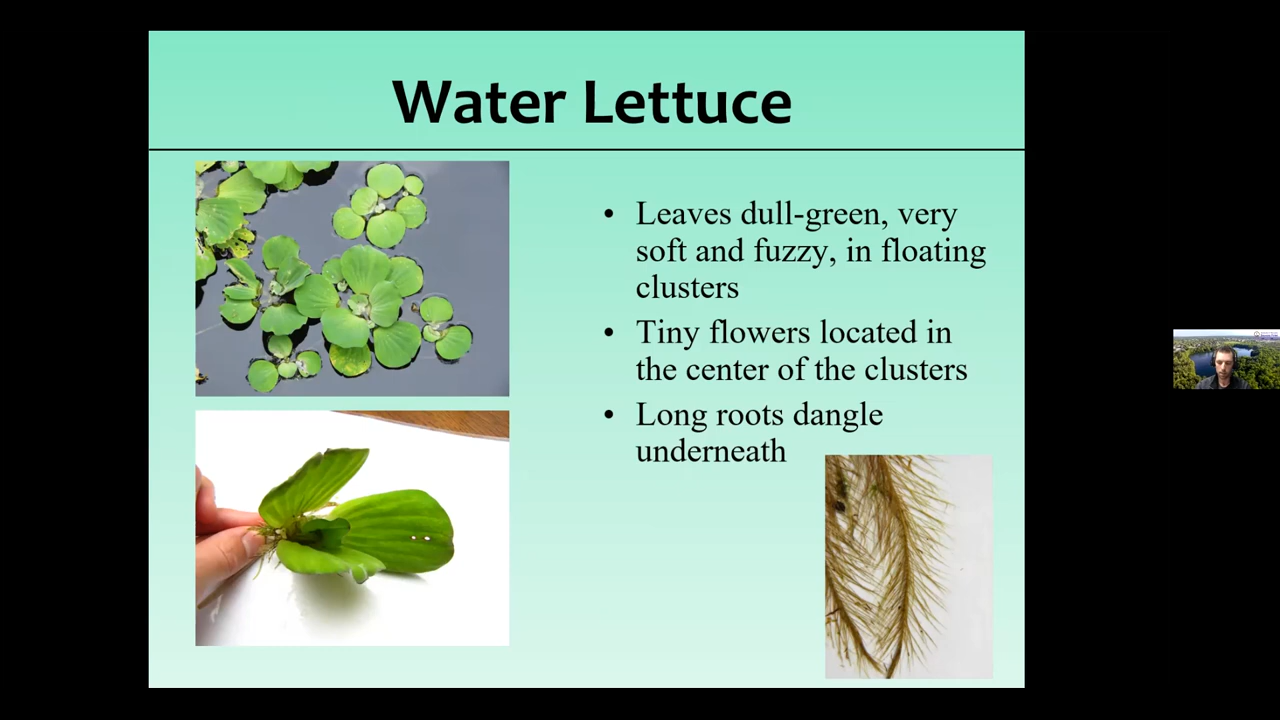 Water Lettuce
• Leaves dull-green, very
soft and fuzzy, in floating
clusters
• Tiny flowers located in
the center of the clusters
• Long roots dangle
underneath